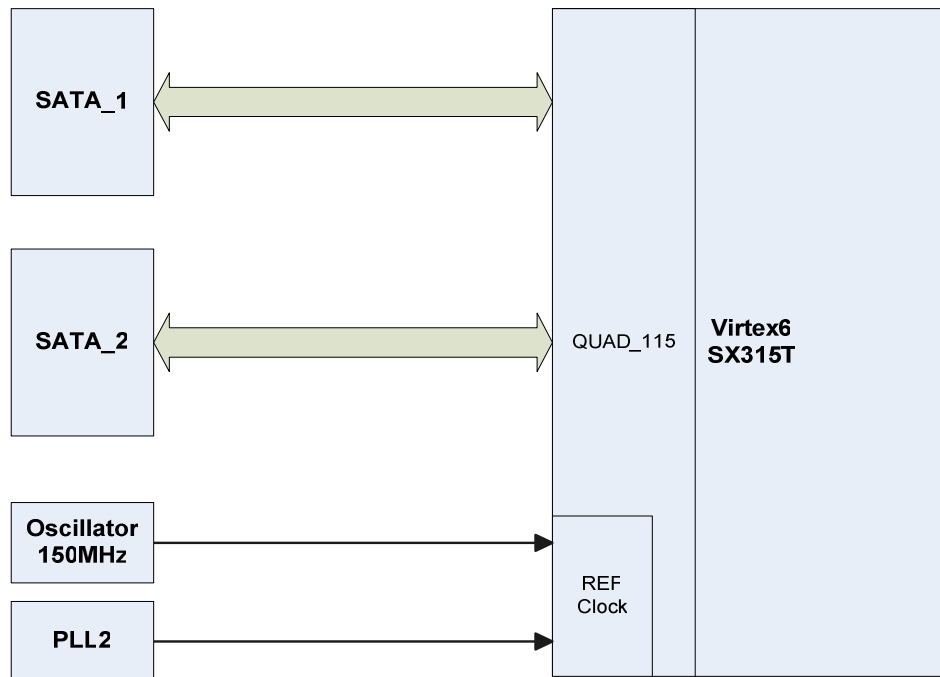 SATA_1
SATA_2
QUAD_115
Virtex6
SX315T
Oscillator
150MHz
REF
Clock
PLL2